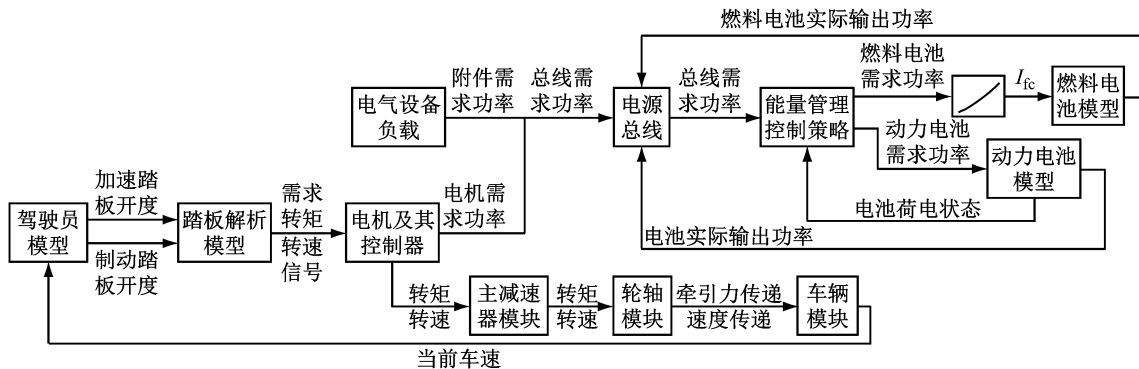 燃料电池实际输出功率
附件需
求功率
总线需
求功率
总线需
求功率
燃料电池
需求功率
I_fc
电气设备
负载
电源
总线
能量管理
控制策略
燃料电
池模型
动力电池
需求功率
动力电池
模型
加速踏
板开度
需求
转矩
转速
信号
电机需
求功率
电池荷电状态
驾驶员
模型
踏板解析
模型
电机及其
控制器
电池实际输出功率
制动踏
板开度
转矩
转速
主减速
器模块
转矩
转速
轮轴
模块
牵引力传递
速度传递
车辆
模块
当前车速